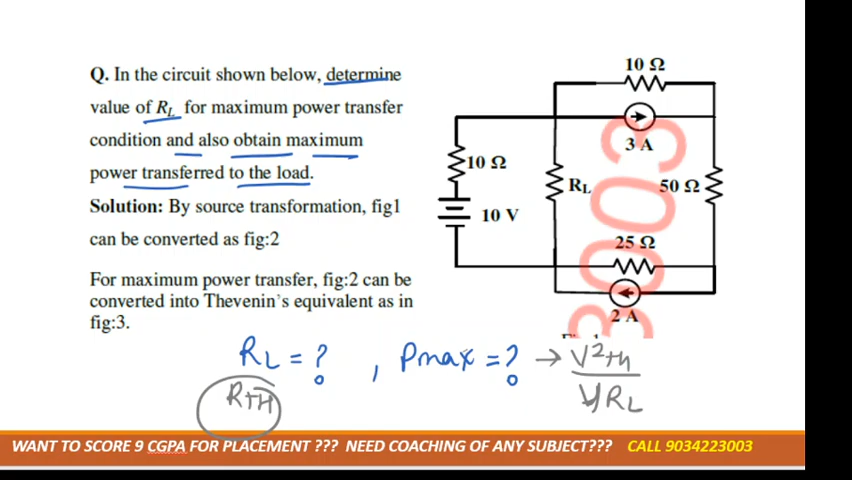 Q. In the circuit shown below, determine
value of RL for maximum power transfer
condition and also obtain maximum
power transferred to the load.
Solution: By source transformation, fig1
can be converted as fig:2
For maximum power transfer, fig:2 can be
converted into Thevenin's equivalent as in
fig:3.
10 Ω
3 A
10 Ω
RL
50 Ω
10 V
25 Ω
2 A
003
RL = ? , Pmax = ? → V²th
4RL
RTH
WANT TO SCORE 9 CGPA FOR PLACEMENT ??? NEED COACHING OF ANY SUBJECT??? CALL 9034223003